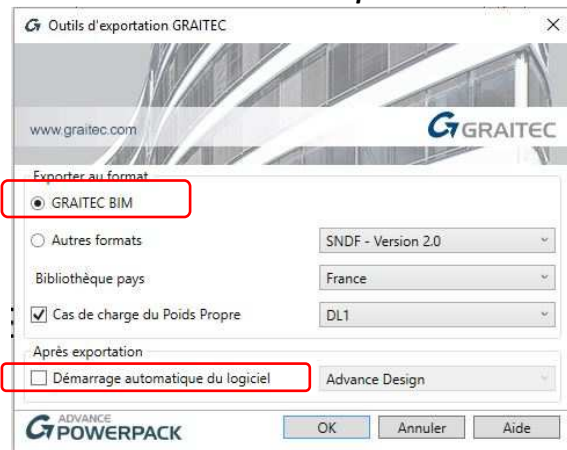 Outils d'exportation GRAITEC
www.graitec.com
GRAITEC
Exporter au format
GRAITEC BIM
Autres formats SNDF - Version 2.0
Bibliothèque pays France
Cas de charge du Poids Propre DL1
Après exportation
Démarrage automatique du logiciel Advance Design
ADVANCE
POWERPACK
OK Annuler Aide